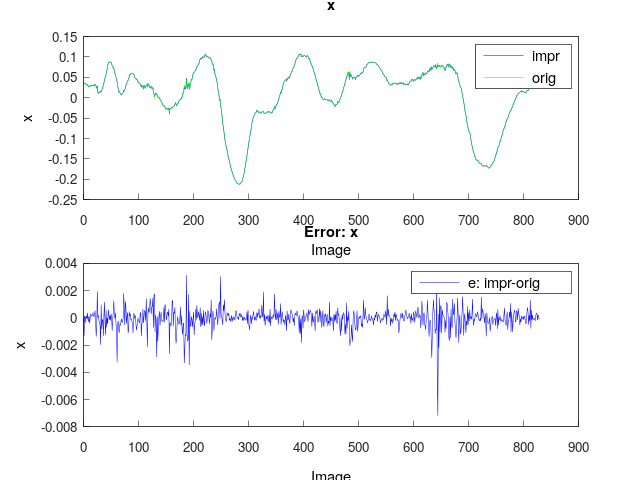 x
0.15
0.1
0.05
0
-0.05
-0.1
-0.15
-0.2
-0.25
x
impr
orig
0 100 200 300 400 500 600 700 800 900
Image
Error: x
0.004
0.002
0
-0.002
-0.004
-0.006
-0.008
x
e: impr-orig
0 100 200 300 400 500 600 700 800 900
Image